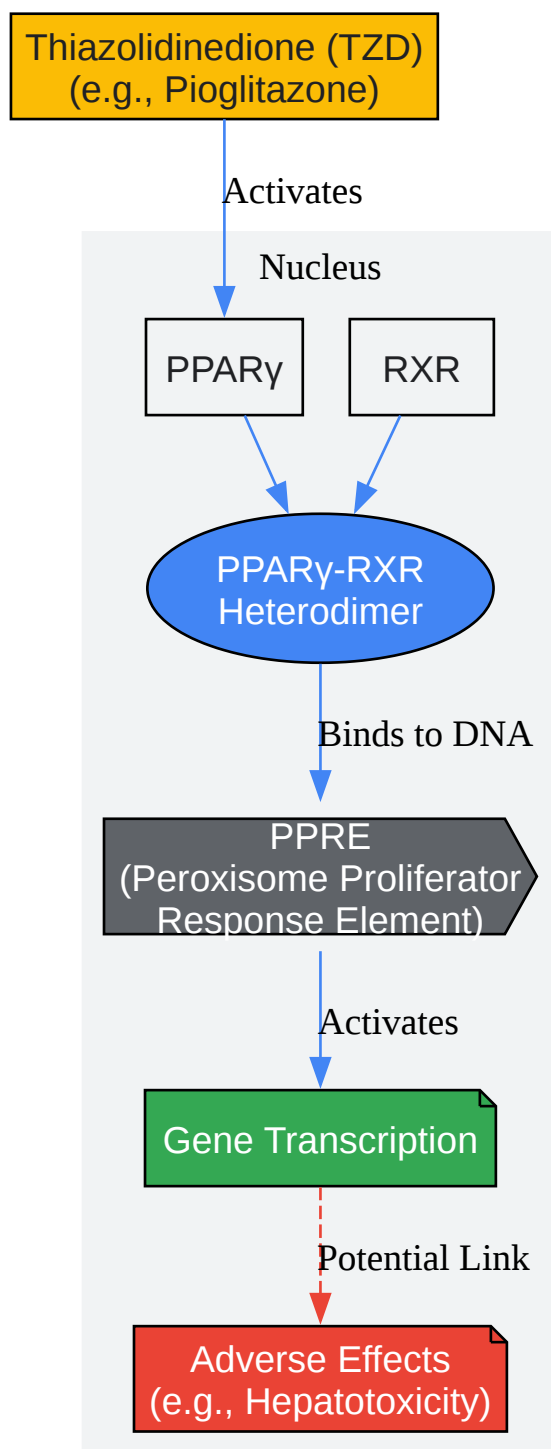 Thiazolidinedione (TZD)
(e.g., Pioglitazone)
Activates
Nucleus
PPARγ
RXR
PPARγ-RXR
Heterodimer
Binds to DNA
PPRE
(Peroxisome Proliferator
Response Element)
Activates
Gene Transcription
Potential Link
Adverse Effects
(e.g., Hepatotoxicity)